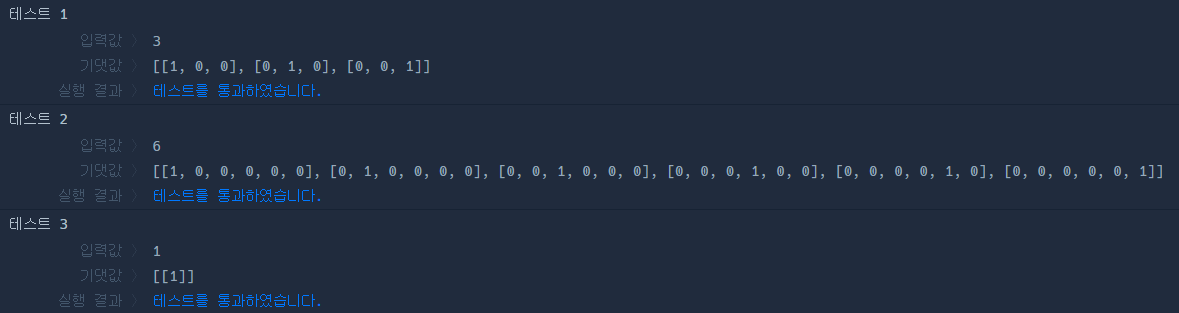 테스트 1
입력값 〉 3
기댓값 〉 [[1, 0, 0], [0, 1, 0], [0, 0, 1]]
실행 결과 〉 테스트를 통과하였습니다.
테스트 2
입력값 〉 6
기댓값 〉 [[1, 0, 0, 0, 0, 0], [0, 1, 0, 0, 0, 0], [0, 0, 1, 0, 0, 0], [0, 0, 0, 1, 0, 0], [0, 0, 0, 0, 1, 0], [0, 0, 0, 0, 0, 1]]
실행 결과 〉 테스트를 통과하였습니다.
테스트 3
입력값 〉 1
기댓값 〉 [[1]]
실행 결과 〉 테스트를 통과하였습니다.